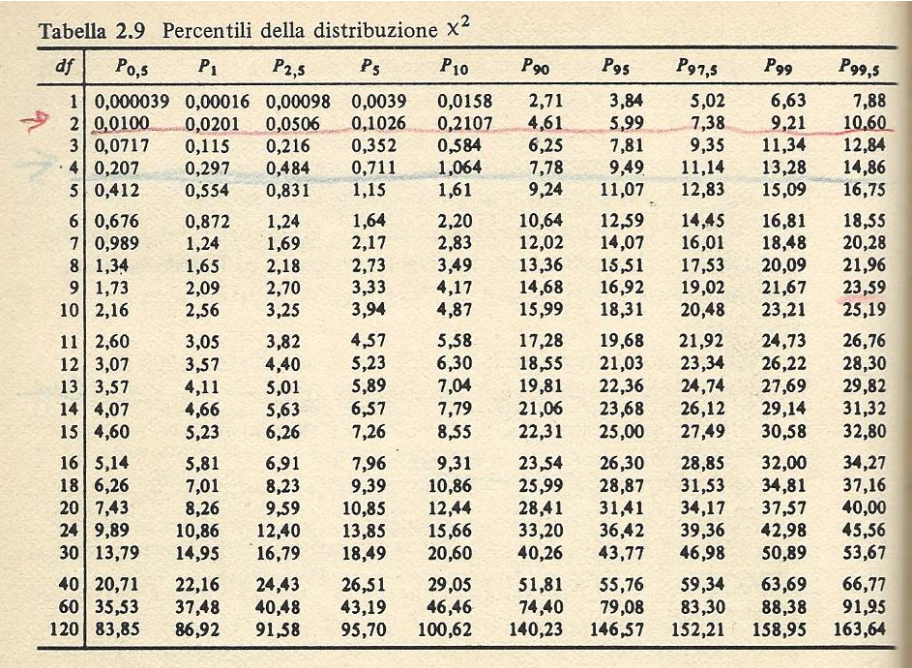 Tabella 2.9 Percentili della distribuzione χ²
df P₀,₅ P₁ P₂,₅ P₅ P₁₀ P₉₀ P₉₅ P₉₇,₅ P₉₉ P₉₉,₅
1 0,000039 0,00016 0,00098 0,0039 0,0158 2,71 3,84 5,02 6,63 7,88
2 0,0100 0,0201 0,0506 0,1026 0,2107 4,61 5,99 7,38 9,21 10,60
3 0,0717 0,115 0,216 0,352 0,584 6,25 7,81 9,35 11,34 12,84
4 0,207 0,297 0,484 0,711 1,064 7,78 9,49 11,14 13,28 14,86
5 0,412 0,554 0,831 1,15 1,61 9,24 11,07 12,83 15,09 16,75
6 0,676 0,872 1,24 1,64 2,20 10,64 12,59 14,45 16,81 18,55
7 0,989 1,24 1,69 2,17 2,83 12,02 14,07 16,01 18,48 20,28
8 1,34 1,65 2,18 2,73 3,49 13,36 15,51 17,53 20,09 21,96
9 1,73 2,09 2,70 3,33 4,17 14,68 16,92 19,02 21,67 23,59
10 2,16 2,56 3,25 3,94 4,87 15,99 18,31 20,48 23,21 25,19
11 2,60 3,05 3,82 4,57 5,58 17,28 19,68 21,92 24,73 26,76
12 3,07 3,57 4,40 5,23 6,30 18,55 21,03 23,34 26,22 28,30
13 3,57 4,11 5,01 5,89 7,04 19,81 22,36 24,74 27,69 29,82
14 4,07 4,66 5,63 6,57 7,79 21,06 23,68 26,12 29,14 31,32
15 4,60 5,23 6,26 7,26 8,55 22,31 25,00 27,49 30,58 32,80
16 5,14 5,81 6,91 7,96 9,31 23,54 26,30 28,85 32,00 34,27
18 6,26 7,01 8,23 9,39 10,86 25,99 28,87 31,53 34,81 37,16
20 7,43 8,26 9,59 10,85 12,44 28,41 31,41 34,17 37,57 40,00
24 9,89 10,86 12,40 13,85 15,66 33,20 36,42 39,36 42,98 45,56
30 13,79 14,95 16,79 18,49 20,60 40,26 43,77 46,98 50,89 53,67
40 20,71 22,16 24,43 26,51 29,05 51,81 55,76 59,34 63,69 66,77
60 35,53 37,48 40,48 43,19 46,46 74,40 79,08 83,30 88,38 91,95
120 83,85 86,92 91,58 95,70 100,62 140,23 146,57 152,21 158,95 163,64